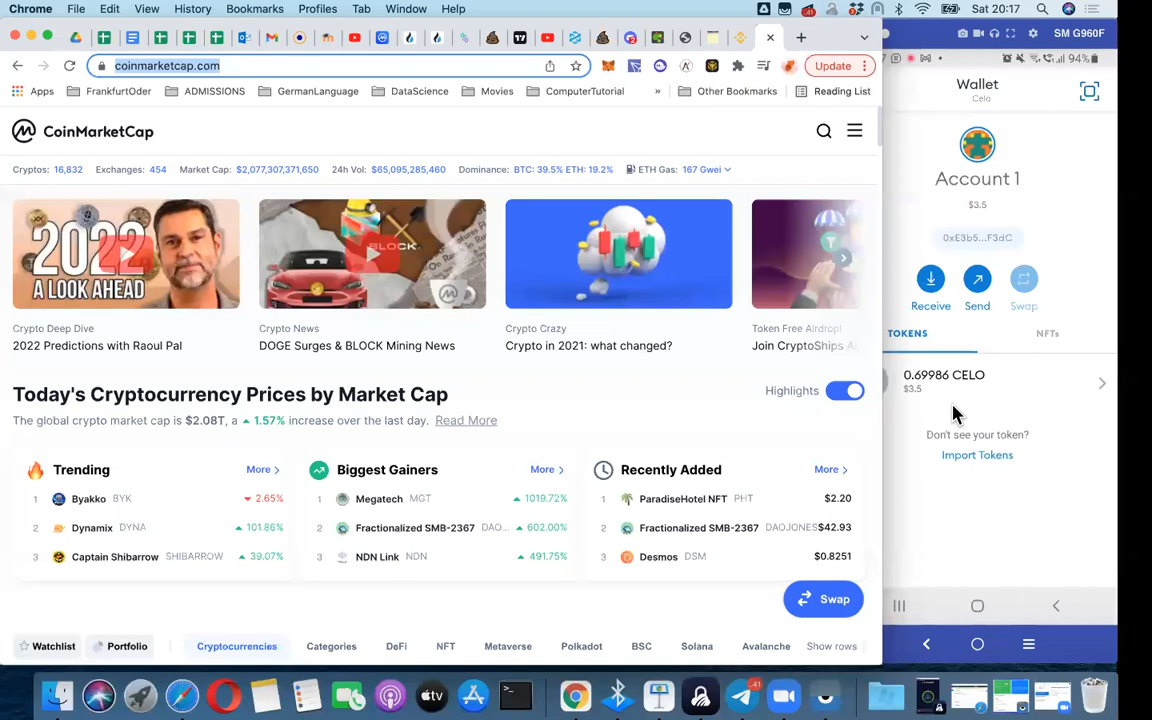 Chrome File Edit View History Bookmarks Profiles Tab Window Help Sat 20:17
SM G960F
coinmarketcap.com
Update
94%
Apps FrankfurtOder ADMISSIONS GermanLanguage DataScience Movies ComputerTutorial » Other Bookmarks Reading List
Wallet
Celo
CoinMarketCap
Cryptos: 16,832 Exchanges: 454 Market Cap: $2,077,307,371,650 24h Vol: $65,095,285,460 Dominance: BTC: 39.5% ETH: 19.2% ETH Gas: 167 Gwei
Account 1
$3.5
0xE3b5...F3dC
2022
A LOOK AHEAD
BLOCK
Receive Send Swap
Crypto Deep Dive
2022 Predictions with Raoul Pal
Crypto News
DOGE Surges & BLOCK Mining News
Crypto Crazy
Crypto in 2021: what changed?
Token Free Airdrop!
Join CryptoShips A
TOKENS NFTs
0.69986 CELO
$3.5
Don't see your token?
Import Tokens
Today's Cryptocurrency Prices by Market Cap
Highlights
The global crypto market cap is $2.08T, a 1.57% increase over the last day. Read More
Trending More
1 Byakko BYK 2.65%
2 Dynamix DYNA 101.86%
3 Captain Shibarrow SHIBARROW 39.07%
Biggest Gainers More
1 Megatech MGT 1019.72%
2 Fractionalized SMB-2367 DAO... 602.00%
3 NDN Link NDN 491.75%
Recently Added More
1 ParadiseHotel NFT PHT $2.20
2 Fractionalized SMB-2367 DAOJONES $42.93
3 Desmos DSM $0.8251
Swap
Watchlist Portfolio Cryptocurrencies Categories DeFi NFT Metaverse Polkadot BSC Solana Avalanche Show rows